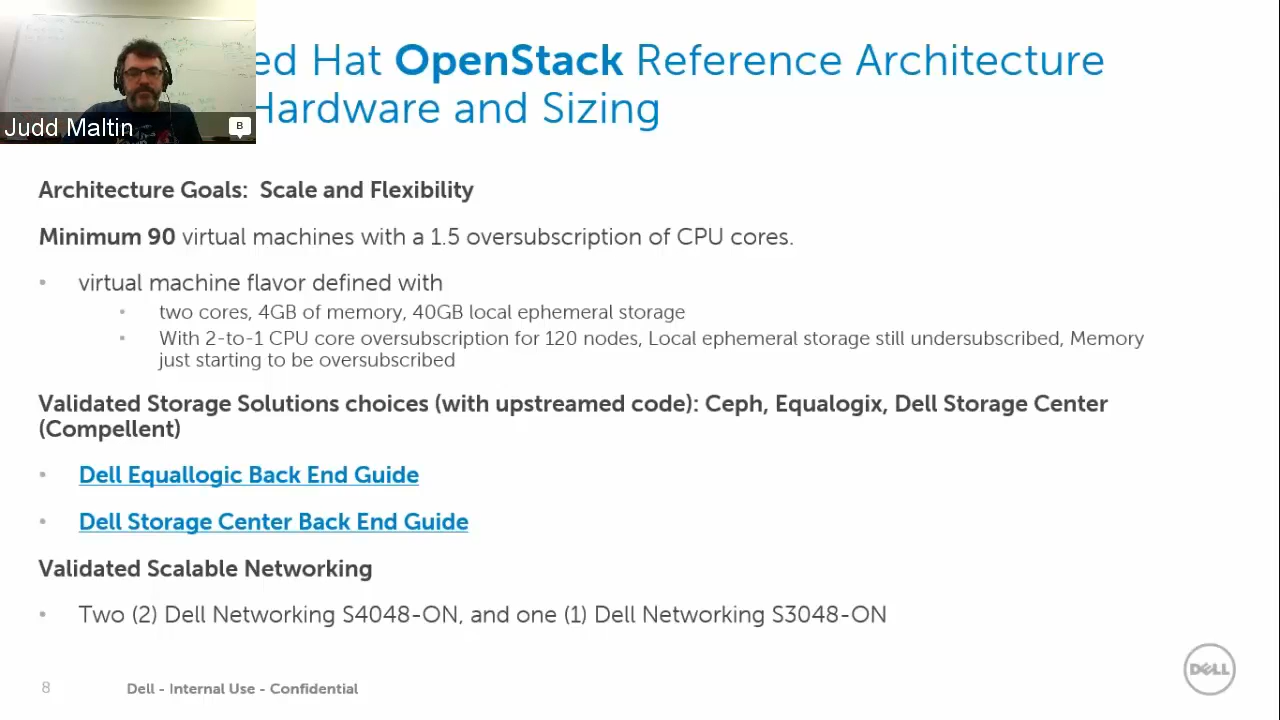 ed Hat OpenStack Reference Architecture
Hardware and Sizing
Judd Maltin
B
Architecture Goals: Scale and Flexibility
Minimum 90 virtual machines with a 1.5 oversubscription of CPU cores.
• virtual machine flavor defined with
• two cores, 4GB of memory, 40GB local ephemeral storage
• With 2-to-1 CPU core oversubscription for 120 nodes, Local ephemeral storage still undersubscribed, Memory
just starting to be oversubscribed
Validated Storage Solutions choices (with upstreamed code): Ceph, Equalogix, Dell Storage Center
(Compellent)
• Dell Equallogic Back End Guide
• Dell Storage Center Back End Guide
Validated Scalable Networking
• Two (2) Dell Networking S4048-ON, and one (1) Dell Networking S3048-ON
8 Dell - Internal Use - Confidential
DELL